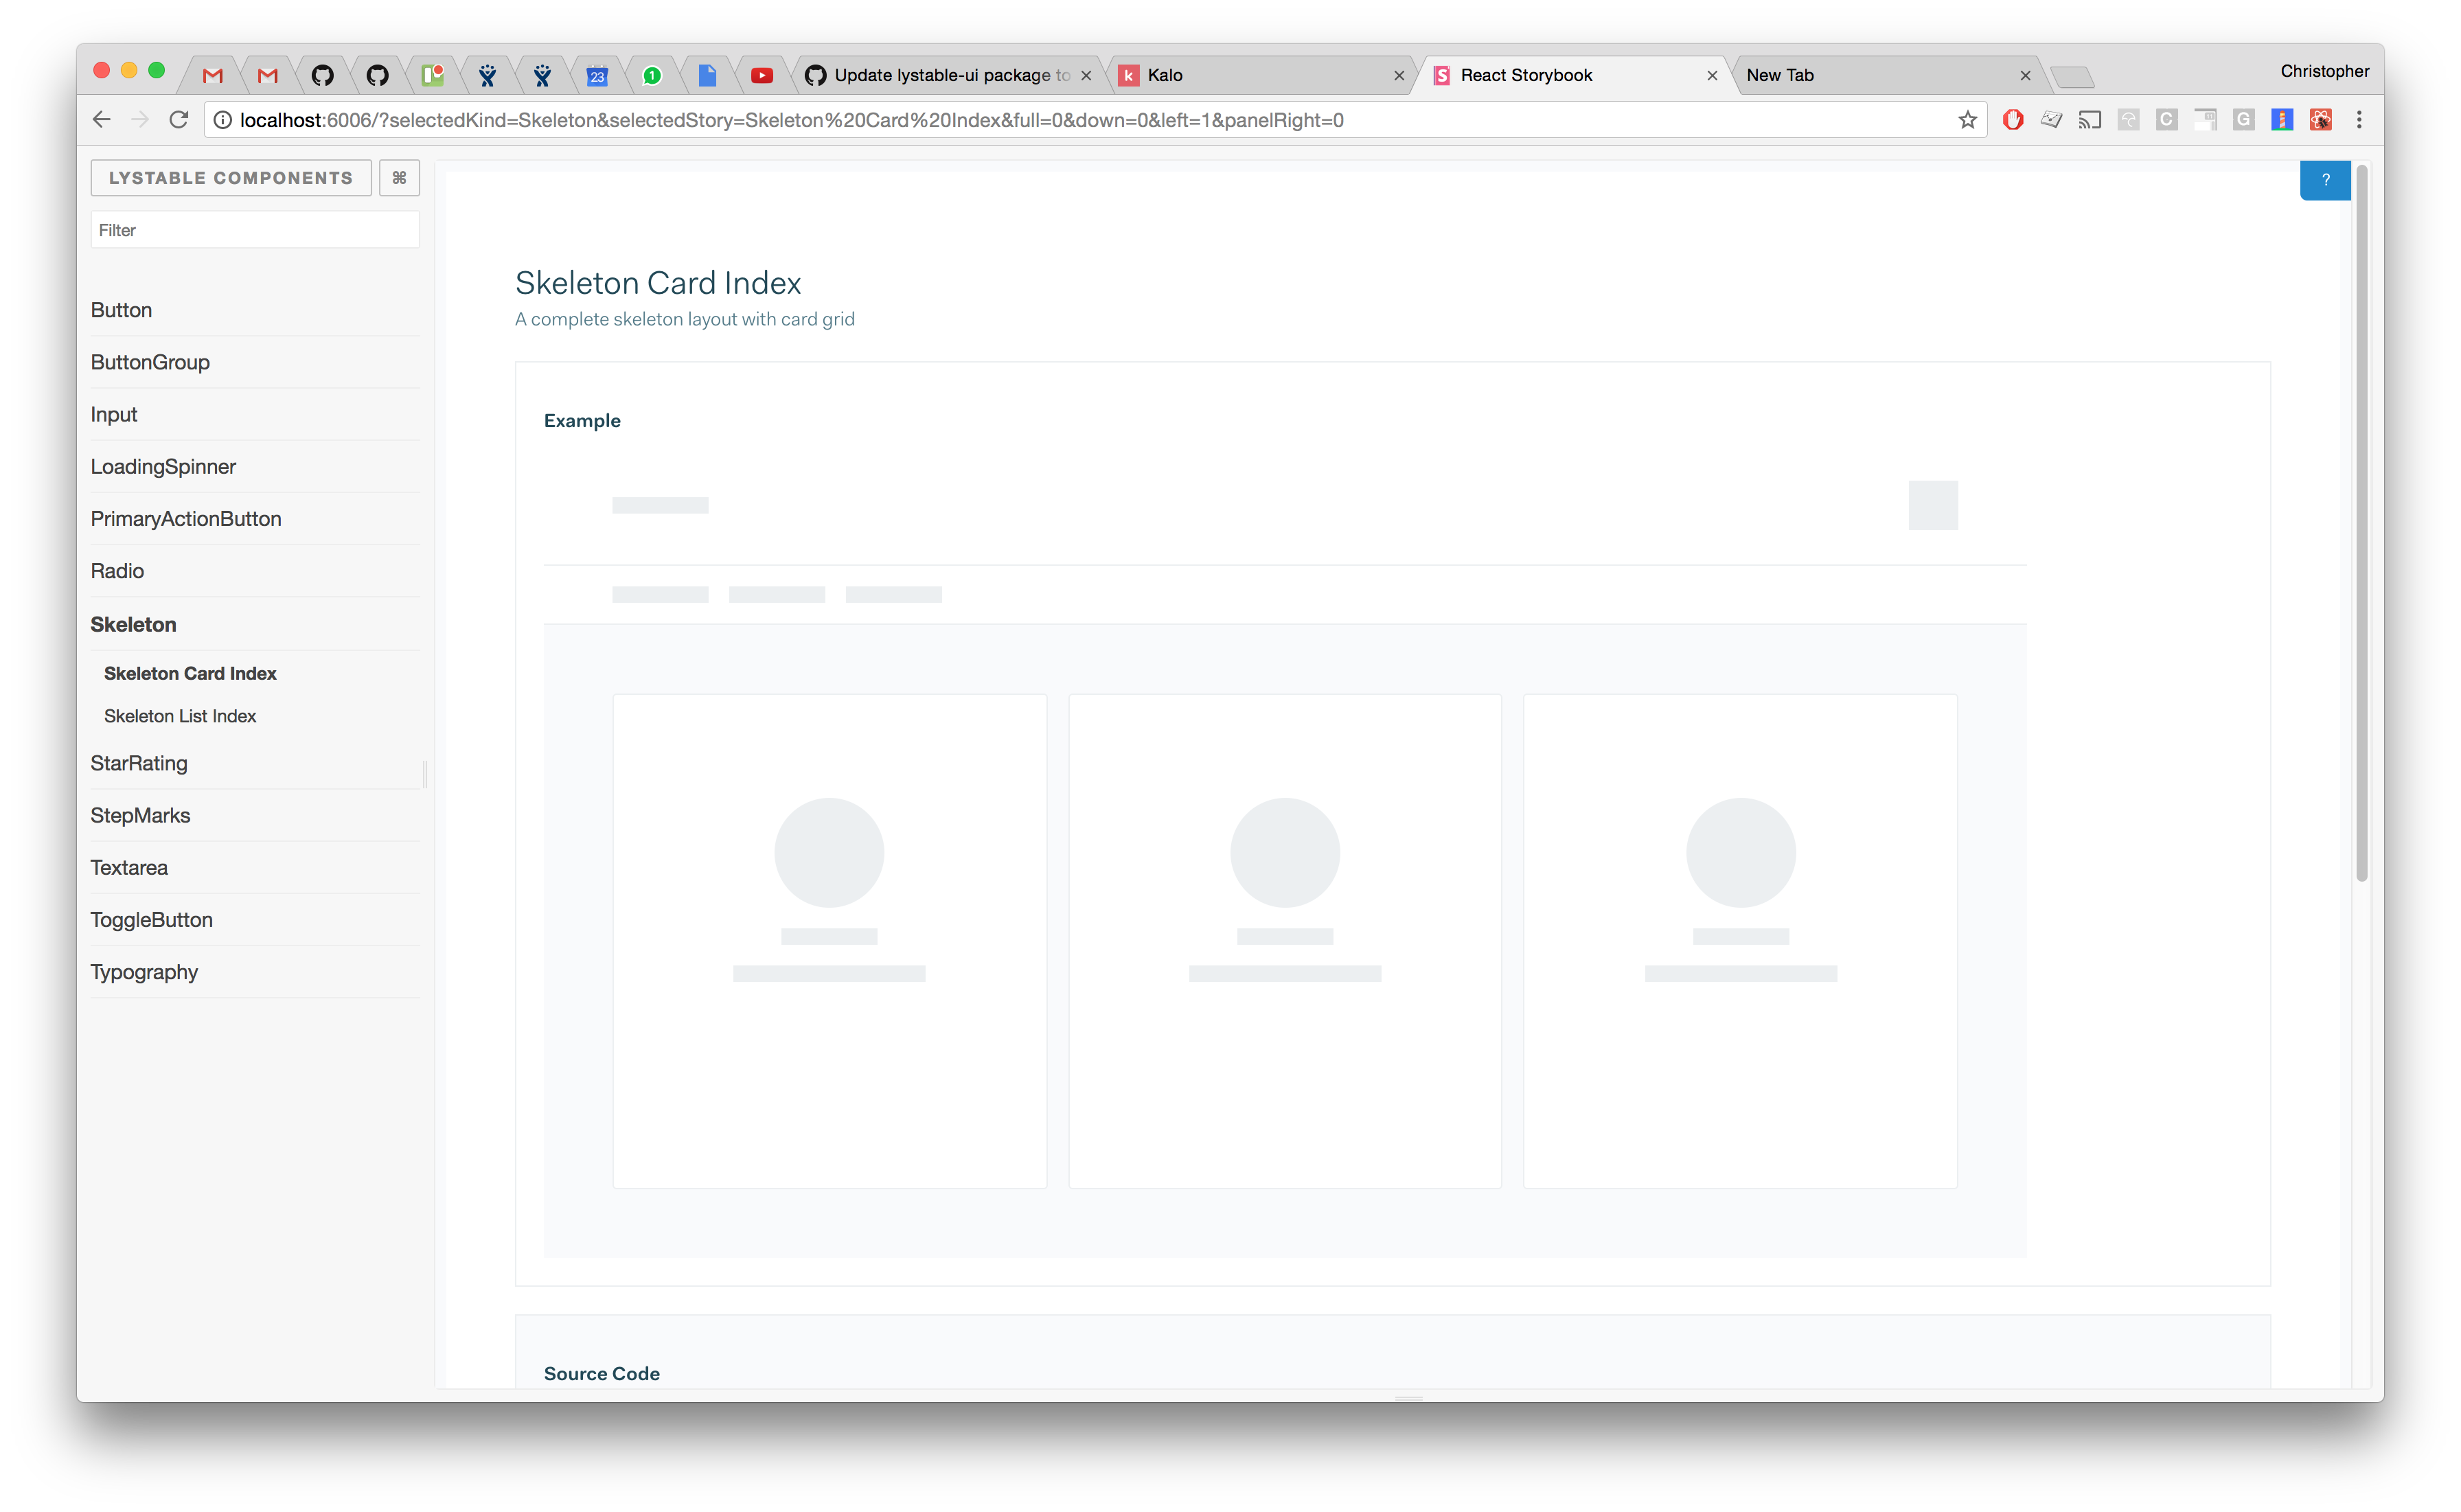 Update lystable-ui package to
Kalo
React Storybook
New Tab
Christopher
localhost:6006/?selectedKind=Skeleton&selectedStory=Skeleton%20Card%20Index&full=0&down=0&left=1&panelRight=0
LYSTABLE COMPONENTS
⌘
?
Filter
Button
ButtonGroup
Input
LoadingSpinner
PrimaryActionButton
Radio
Skeleton
Skeleton Card Index
Skeleton List Index
StarRating
StepMarks
Textarea
ToggleButton
Typography
Skeleton Card Index
A complete skeleton layout with card grid
Example
Source Code